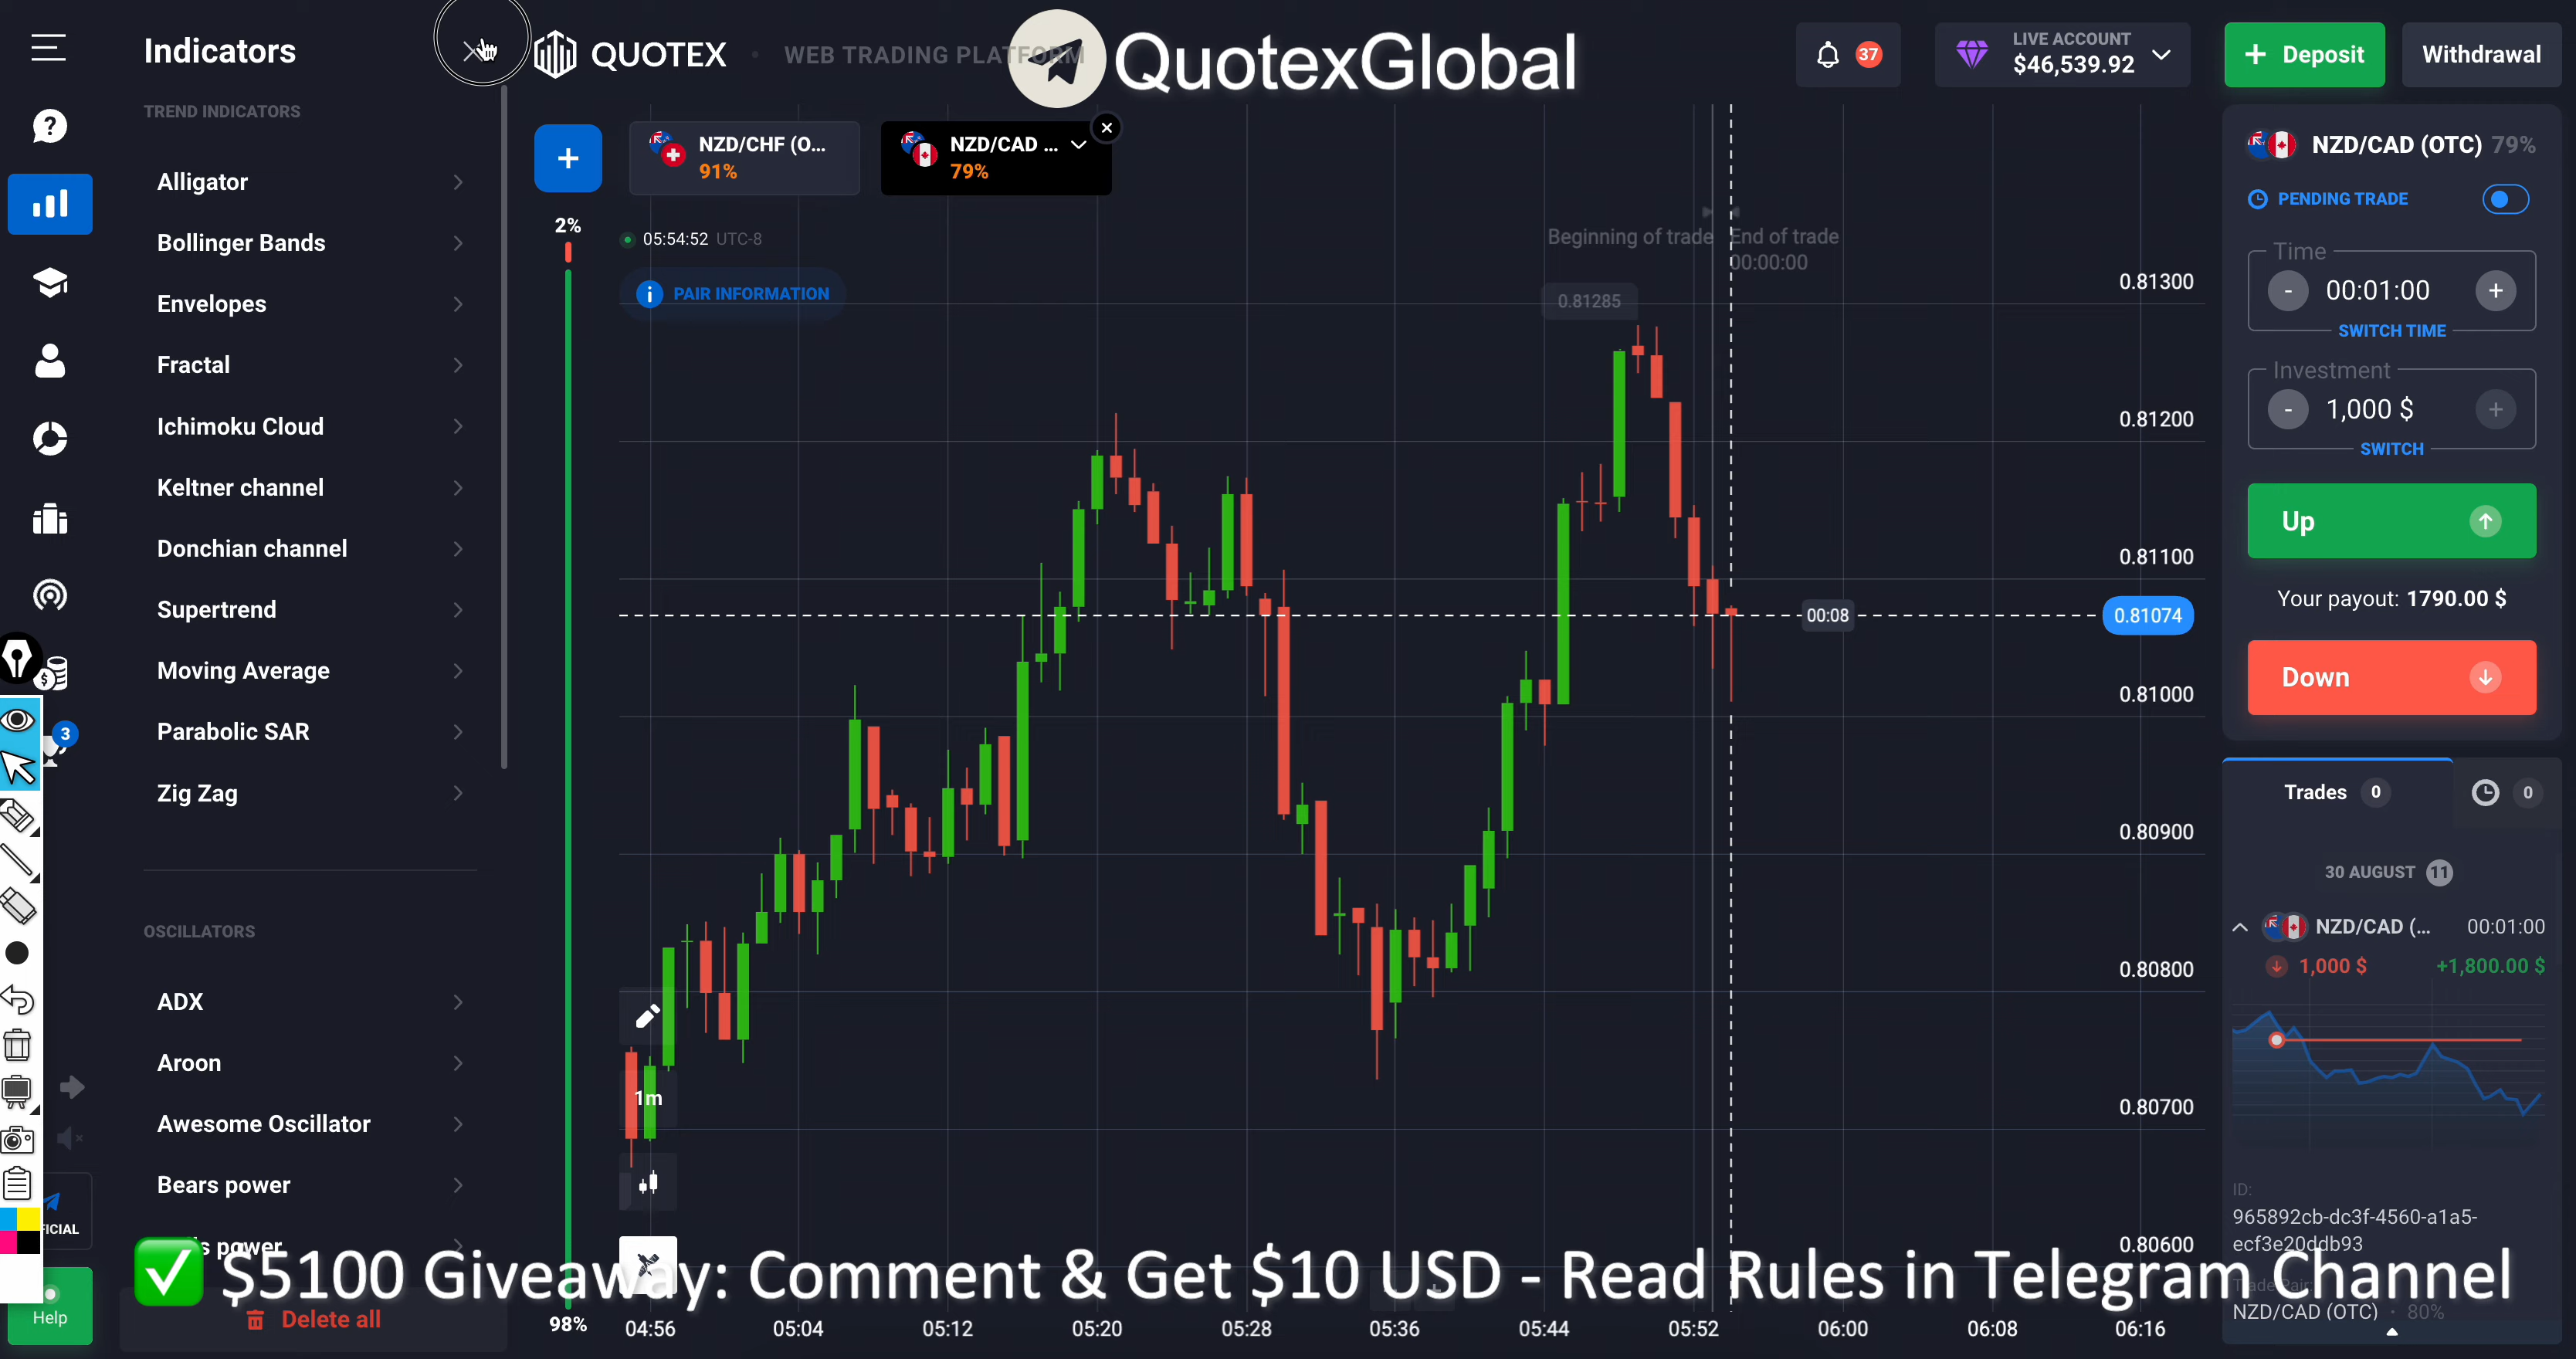 Indicators
QUOTEX
WEB TRADING PLATFORM
QuotexGlobal
37
LIVE ACCOUNT
$46,539.92
+ Deposit
Withdrawal
TREND INDICATORS
Alligator
Bollinger Bands
Envelopes
Fractal
Ichimoku Cloud
Keltner channel
Donchian channel
Supertrend
Moving Average
Parabolic SAR
Zig Zag
OSCILLATORS
ADX
Aroon
Awesome Oscillator
Bears power
power
Delete all
3
ICIAL
Help
+
NZD/CHF (O...
91%
NZD/CAD ...
79%
2%
98%
05:54:52 UTC-8
PAIR INFORMATION
Beginning of trade
End of trade
00:00:00
0.81285
00:08
1m
0.81300
0.81200
0.81100
0.81074
0.81000
0.80900
0.80800
0.80700
0.80600
04:56
05:04
05:12
05:20
05:28
05:36
05:44
05:52
06:00
06:08
06:16
NZD/CAD (OTC) 79%
PENDING TRADE
Time
- 00:01:00 +
SWITCH TIME
Investment
- 1,000 $ +
SWITCH
Up
Your payout: 1790.00 $
Down
Trades 0
0
30 AUGUST 11
NZD/CAD (... 00:01:00
1,000 $ +1,800.00 $
ID:
965892cb-dc3f-4560-a1a5-
ecf3e20ddb93
Trade Pair:
NZD/CAD (OTC) · 80%
✅ $5100 Giveaway: Comment & Get $10 USD - Read Rules in Telegram Channel